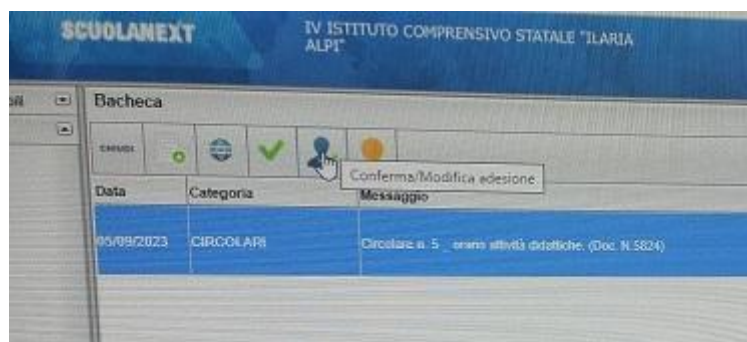 SCUOLANEXT
IV ISTITUTO COMPRENSIVO STATALE "ILARIA
ALPI"
Bacheca
CHIUDI
Conferma/Modifica adesione
Data Categoria Messaggio
05/09/2023 CIRCOLARI Circolare n. 5 _ orario attività didattiche. (Doc. N.5824)